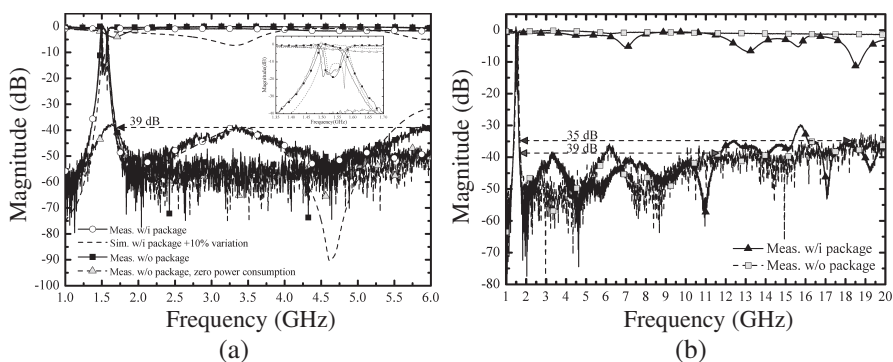 0
-10
-20
-30
-40
-50
-60
-70
-80
-90
-100
Magnitude (dB)
39 dB
Magnitude(dB)
Frequency(GHz)
Meas. w/i package
Sim. w/i package +10% variation
Meas. w/o package
Meas. w/o package, zero power consumption
1.0 1.5 2.0 2.5 3.0 3.5 4.0 4.5 5.0 5.5 6.0
Frequency (GHz)
(a)
0
-10
-20
-30
-40
-50
-60
-70
-80
Magnitude (dB)
35 dB
39 dB
Meas. w/i package
Meas. w/o package
1 2 3 4 5 6 7 8 9 10 11 12 13 14 15 16 17 18 19 20
Frequency (GHz)
(b)